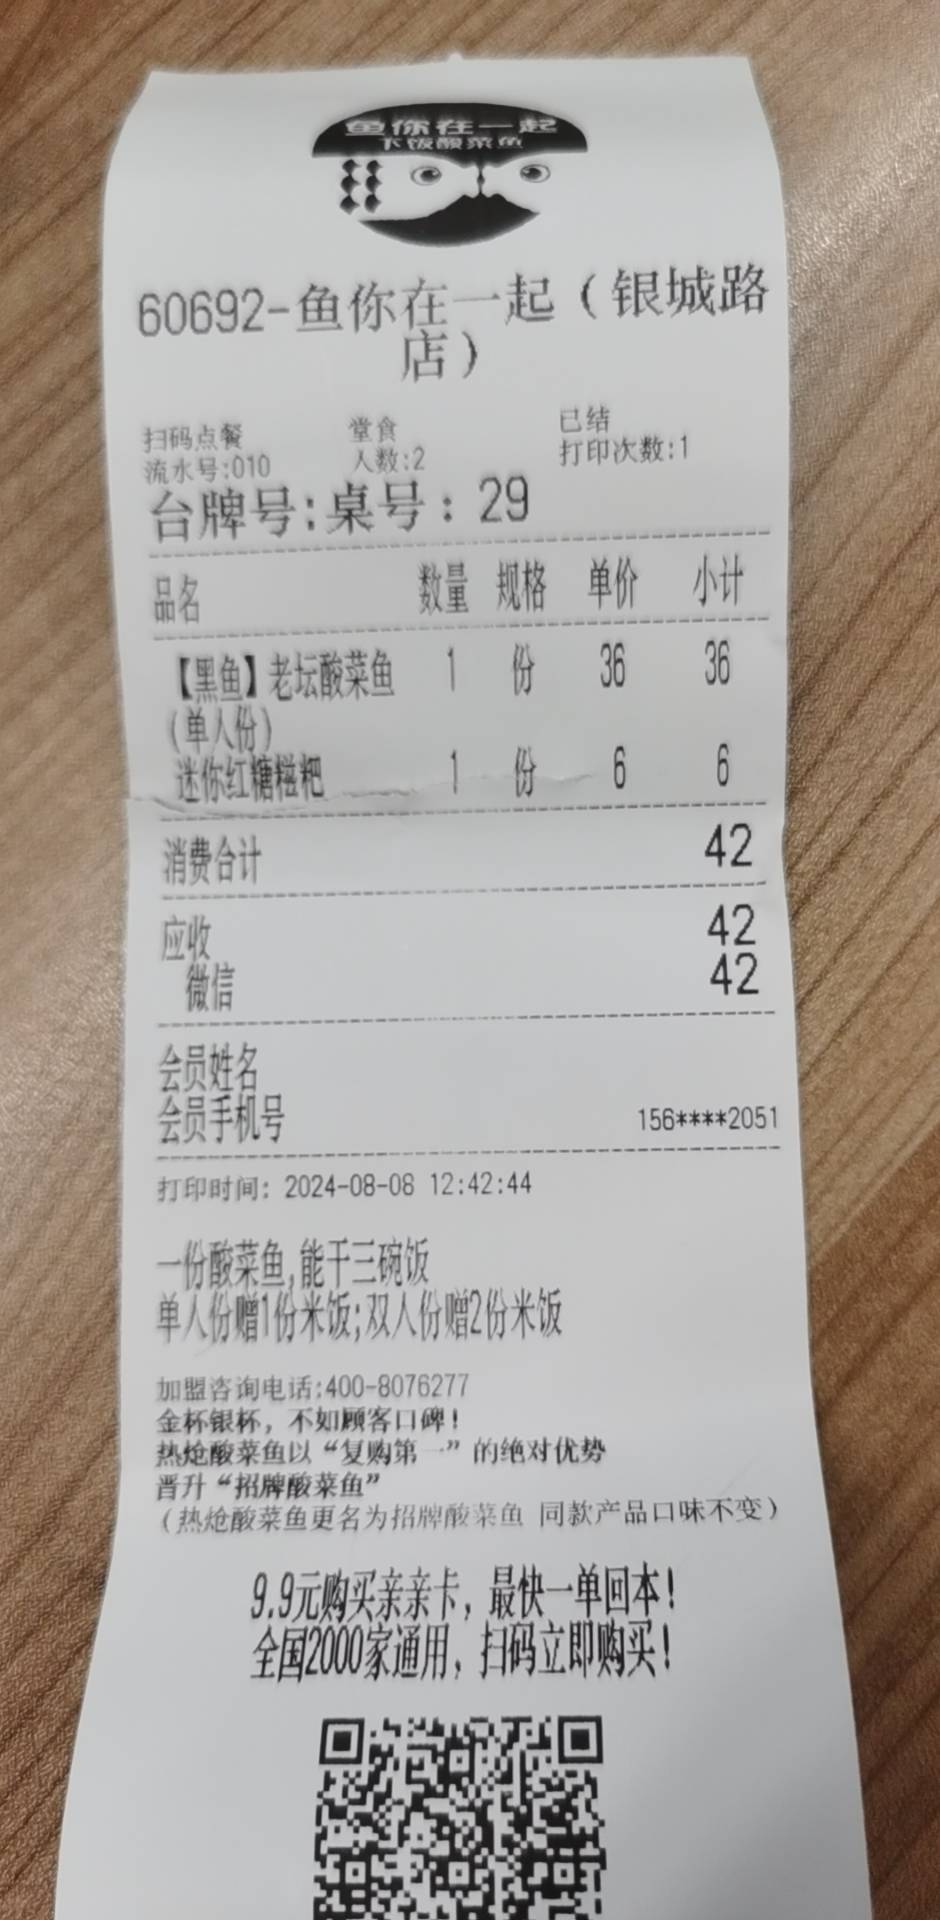 鱼你在一起
下饭酸菜鱼
60692-鱼你在一起（银城路
店）
扫码点餐 堂食 已结
流水号:010 人数:2 打印次数:1
台牌号:桌号：29
品名 数量 规格 单价 小计
【黑鱼】老坛酸菜鱼 1 份 36 36
(单人份)
迷你红糖糍粑 1 份 6 6
消费合计 42
应收 42
微信 42
会员姓名
会员手机号 156****2051
打印时间: 2024-08-08 12:42:44
一份酸菜鱼,能干三碗饭
单人份赠1份米饭;双人份赠2份米饭
加盟咨询电话:400-8076277
金杯银杯，不如顾客口碑！
热炝酸菜鱼以“复购第一”的绝对优势
晋升“招牌酸菜鱼”
（热炝酸菜鱼更名为招牌酸菜鱼 同款产品口味不变）
9.9元购买亲亲卡，最快一单回本！
全国2000家通用，扫码立即购买！